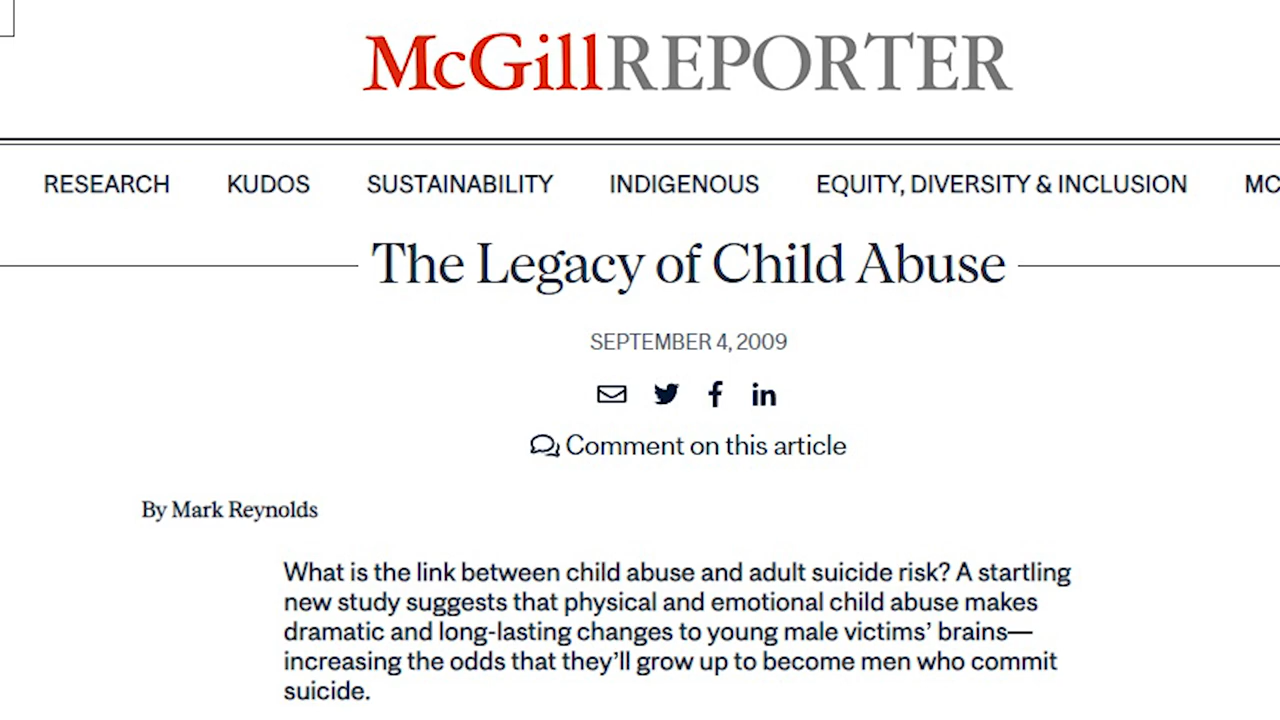 McGillREPORTER
RESEARCH KUDOS SUSTAINABILITY INDIGENOUS EQUITY, DIVERSITY & INCLUSION MC
The Legacy of Child Abuse
SEPTEMBER 4, 2009
Comment on this article
By Mark Reynolds
What is the link between child abuse and adult suicide risk? A startling
new study suggests that physical and emotional child abuse makes
dramatic and long-lasting changes to young male victims’ brains—
increasing the odds that they’ll grow up to become men who commit
suicide.